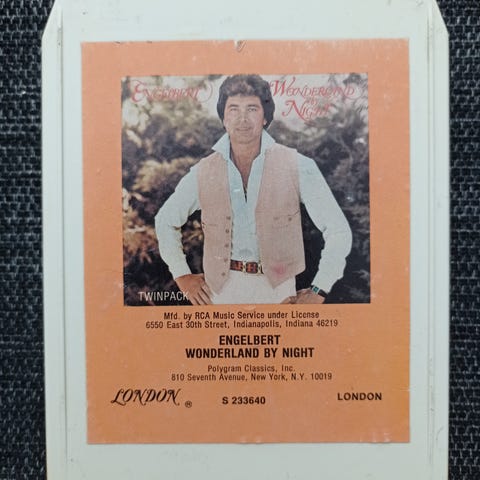 ENGELBERT
WONDERLAND
BY
NIGHT
TWINPACK
Mfd. by RCA Music Service under License
6550 East 30th Street, Indianapolis, Indiana 46219
ENGELBERT
WONDERLAND BY NIGHT
Polygram Classics, Inc.
810 Seventh Avenue, New York, N.Y. 10019
LONDON ® S 233640 LONDON